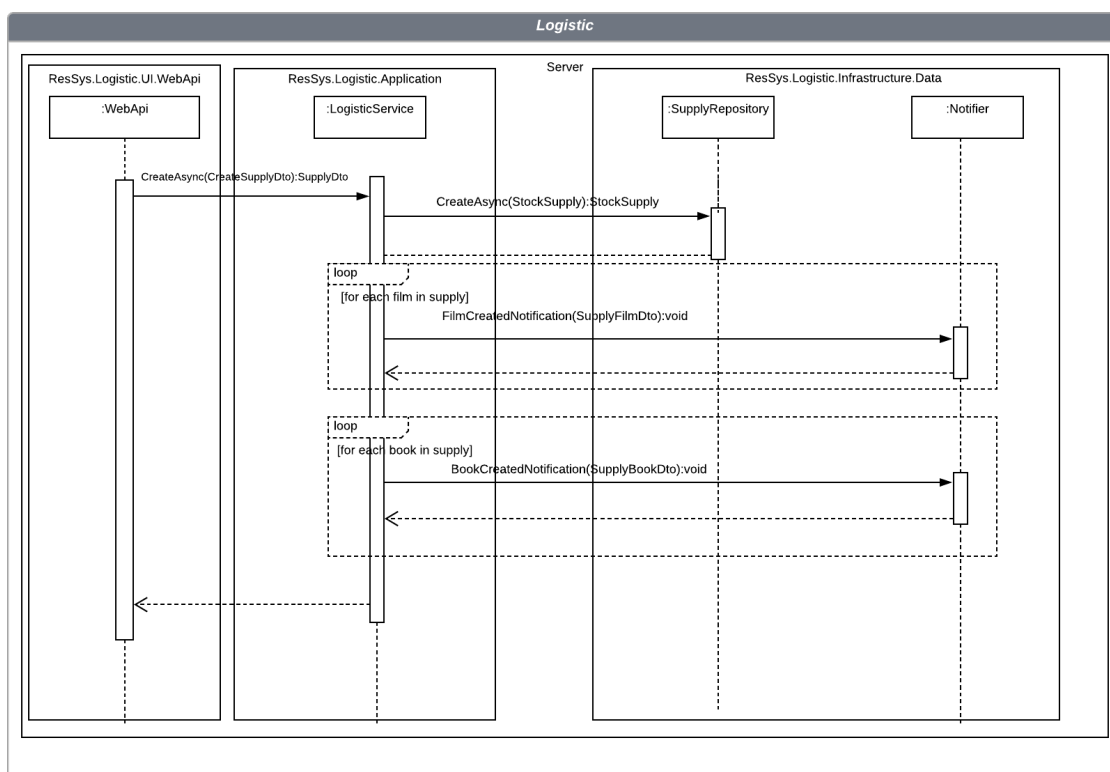 Logistic
Server
ResSys.Logistic.UI.WebApi
ResSys.Logistic.Application
ResSys.Logistic.Infrastructure.Data
:WebApi
:LogisticService
:SupplyRepository
:Notifier
CreateAsync(CreateSupplyDto):SupplyDto
CreateAsync(StockSupply):StockSupply
loop
[for each film in supply]
FilmCreatedNotification(SupplyFilmDto):void
loop
[for each book in supply]
BookCreatedNotification(SupplyBookDto):void